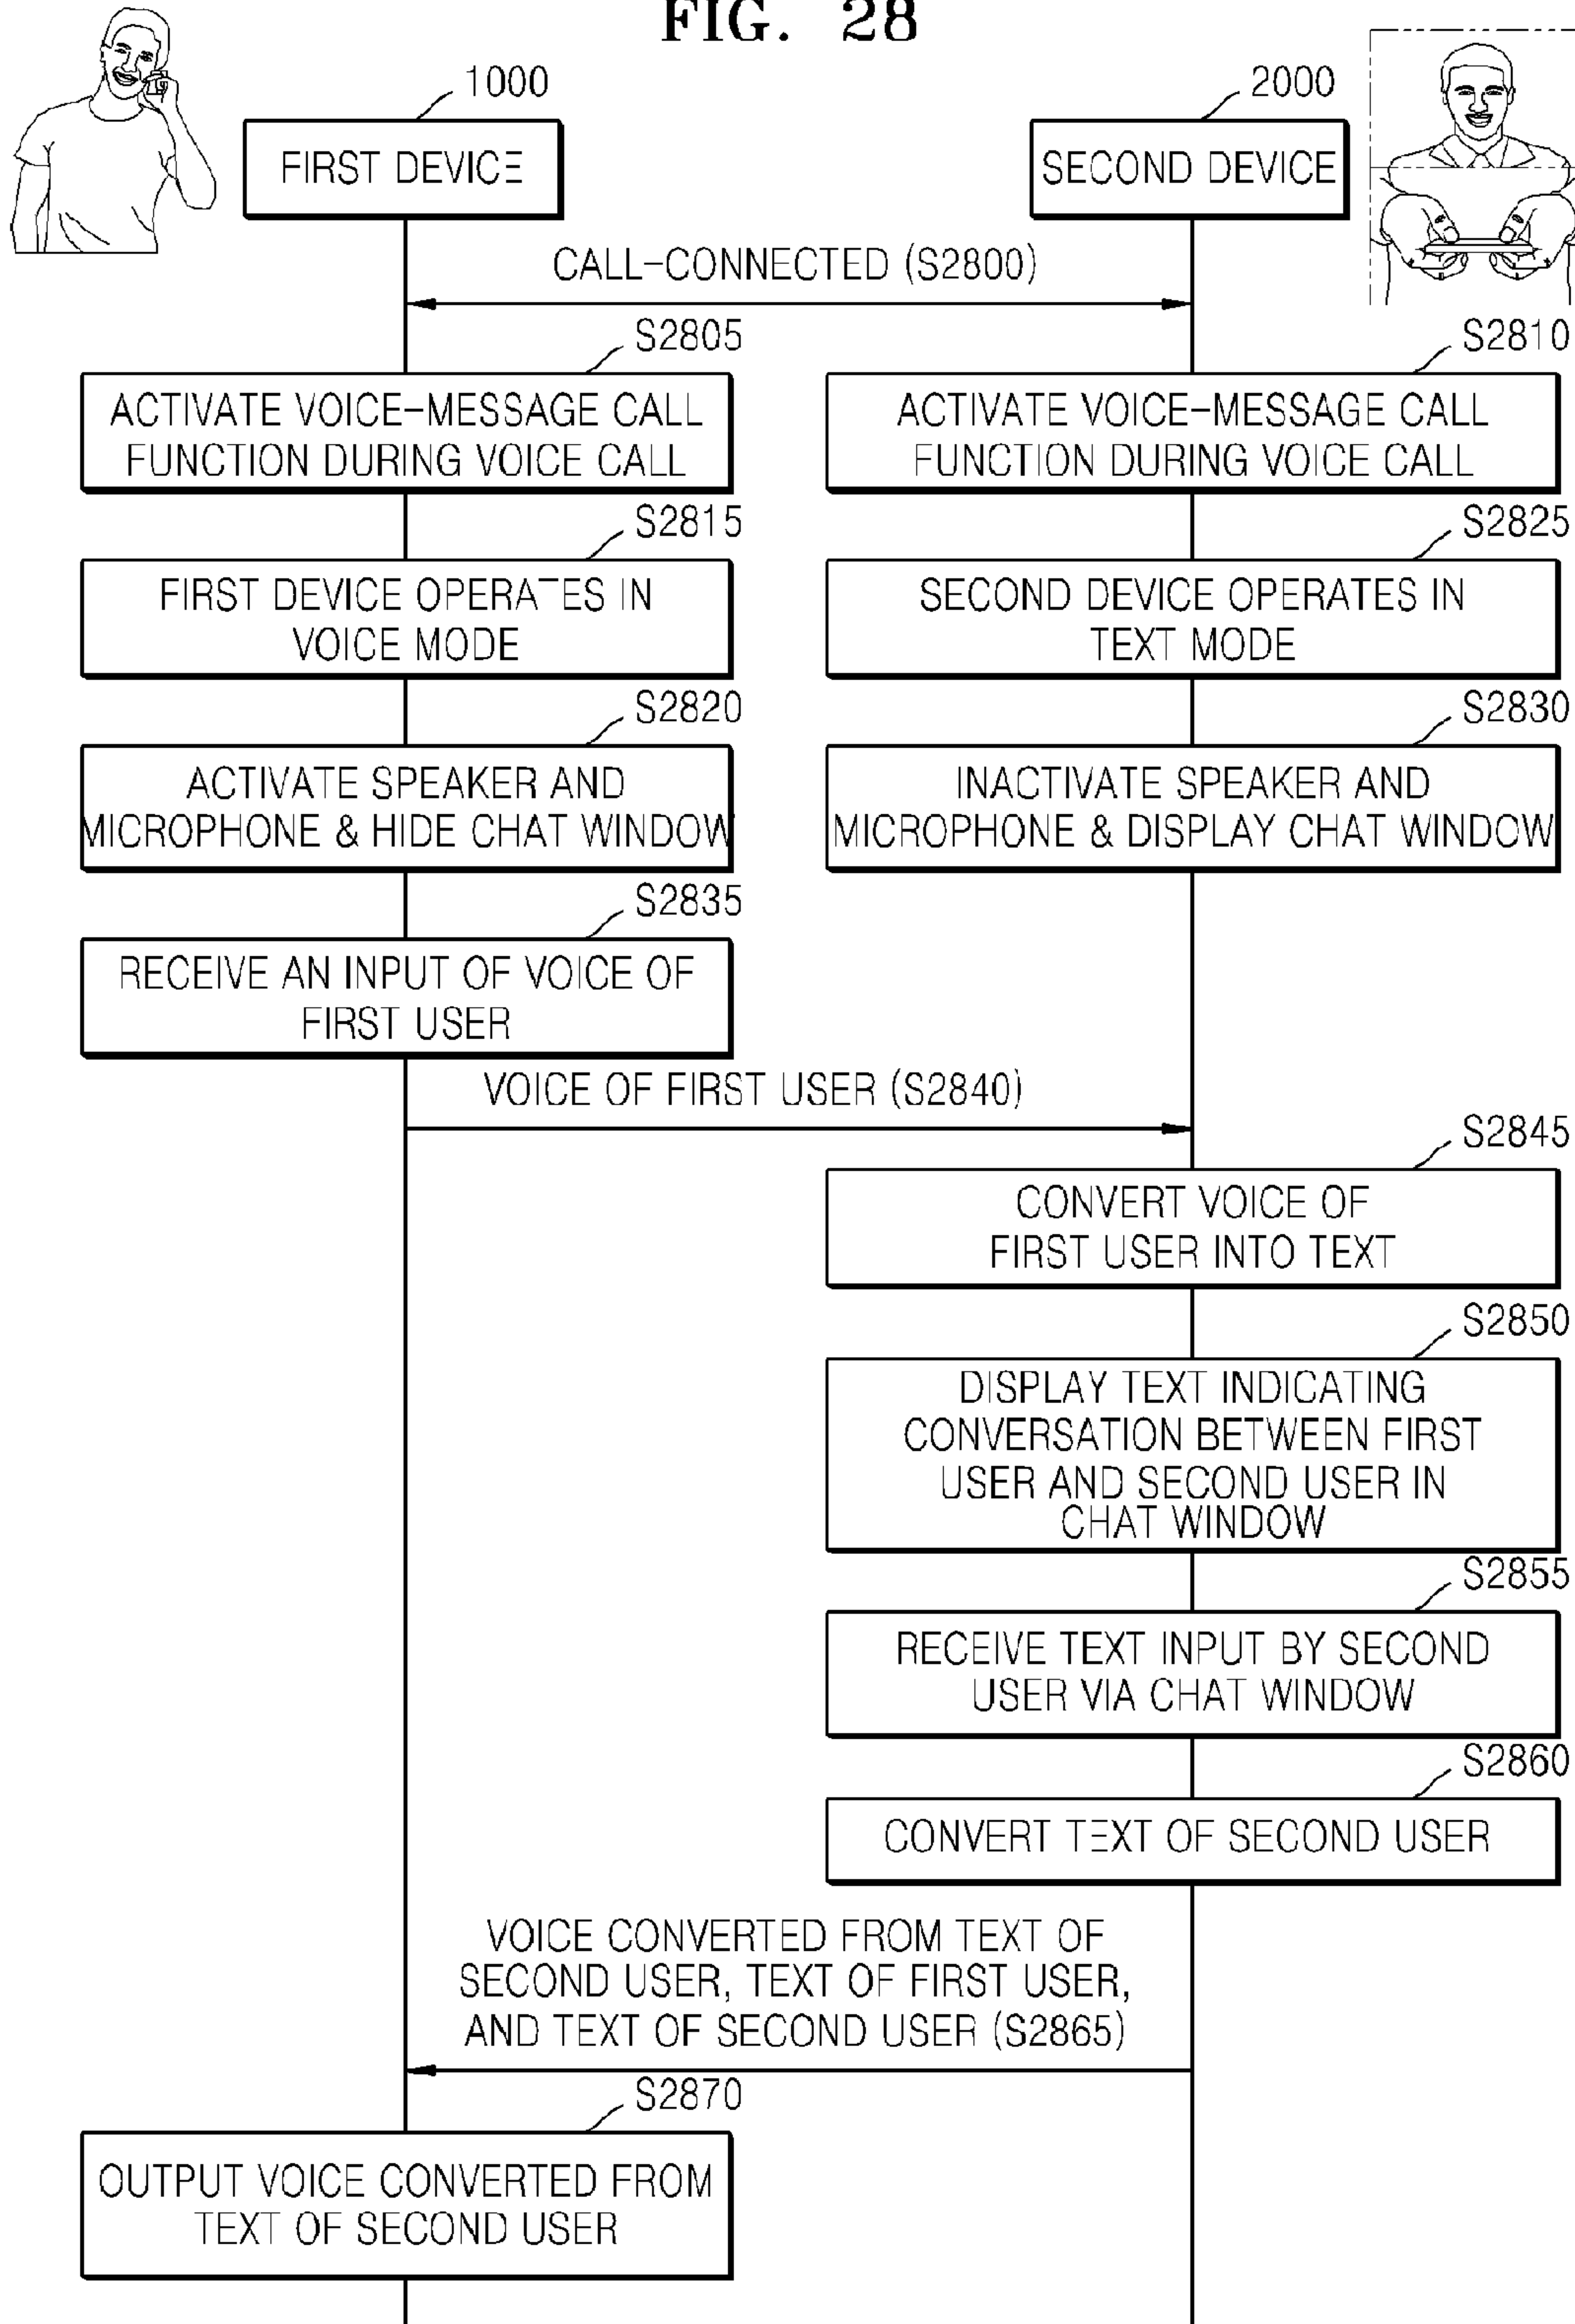 FIG. 28
1000
2000
FIRST DEVICE
SECOND DEVICE
CALL-CONNECTED (S2800)
S2805
ACTIVATE VOICE-MESSAGE CALL
FUNCTION DURING VOICE CALL
S2810
ACTIVATE VOICE-MESSAGE CALL
FUNCTION DURING VOICE CALL
S2815
FIRST DEVICE OPERATES IN
VOICE MODE
S2825
SECOND DEVICE OPERATES IN
TEXT MODE
S2820
ACTIVATE SPEAKER AND
MICROPHONE & HIDE CHAT WINDOW
S2830
INACTIVATE SPEAKER AND
MICROPHONE & DISPLAY CHAT WINDOW
S2835
RECEIVE AN INPUT OF VOICE OF
FIRST USER
VOICE OF FIRST USER (S2840)
S2845
CONVERT VOICE OF
FIRST USER INTO TEXT
S2850
DISPLAY TEXT INDICATING
CONVERSATION BETWEEN FIRST
USER AND SECOND USER IN
CHAT WINDOW
S2855
RECEIVE TEXT INPUT BY SECOND
USER VIA CHAT WINDOW
S2860
CONVERT TEXT OF SECOND USER
VOICE CONVERTED FROM TEXT OF
SECOND USER, TEXT OF FIRST USER,
AND TEXT OF SECOND USER (S2865)
S2870
OUTPUT VOICE CONVERTED FROM
TEXT OF SECOND USER